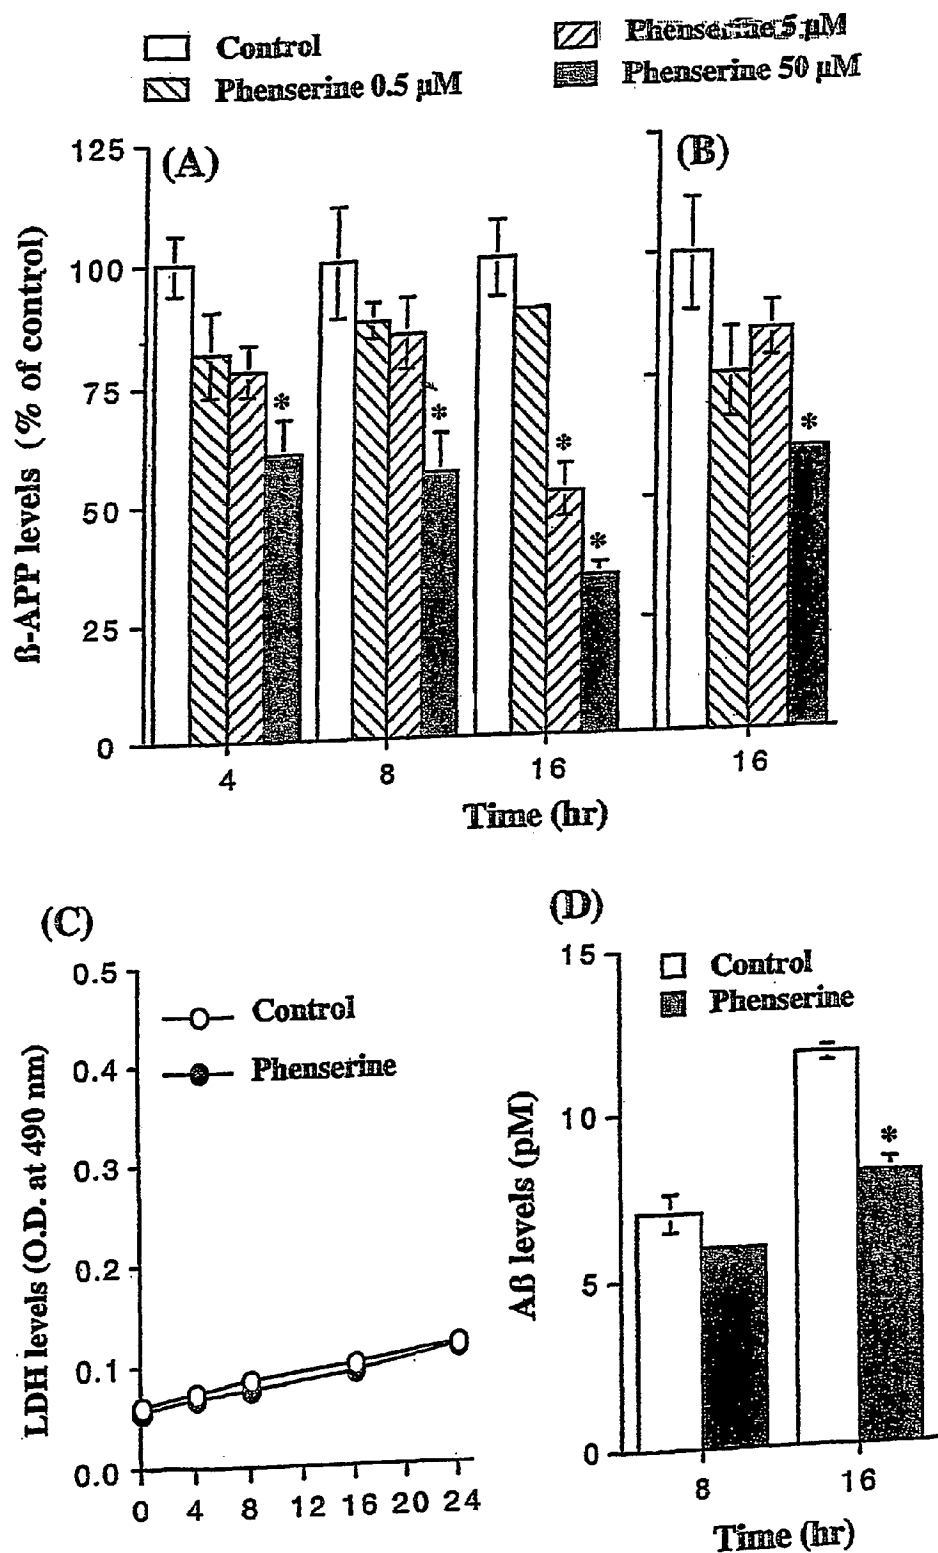 Control
Phenserine 0.5 µM
Phenserine 5 µM
Phenserine 50 µM
(A)
(B)
ß-APP levels (% of control)
125
100
75
50
25
0
*
*
*
*
*
4
8
16
16
Time (hr)
(C)
LDH levels (O.D. at 490 nm)
0.5
0.4
0.3
0.2
0.1
0.0
Control
Phenserine
0 4 8 12 16 20 24
(D)
Aß levels (pM)
15
10
5
0
Control
Phenserine
*
8
16
Time (hr)